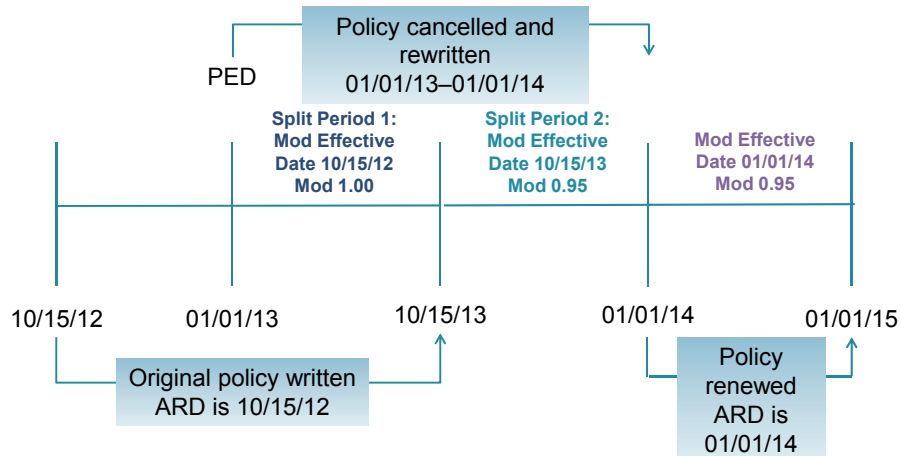 Policy cancelled and
rewritten
01/01/13–01/01/14
PED
Split Period 1:
Mod Effective
Date 10/15/12
Mod 1.00
Split Period 2:
Mod Effective
Date 10/15/13
Mod 0.95
Mod Effective
Date 01/01/14
Mod 0.95
10/15/12
01/01/13
10/15/13
01/01/14
01/01/15
Original policy written
ARD is 10/15/12
Policy
renewed
ARD is
01/01/14